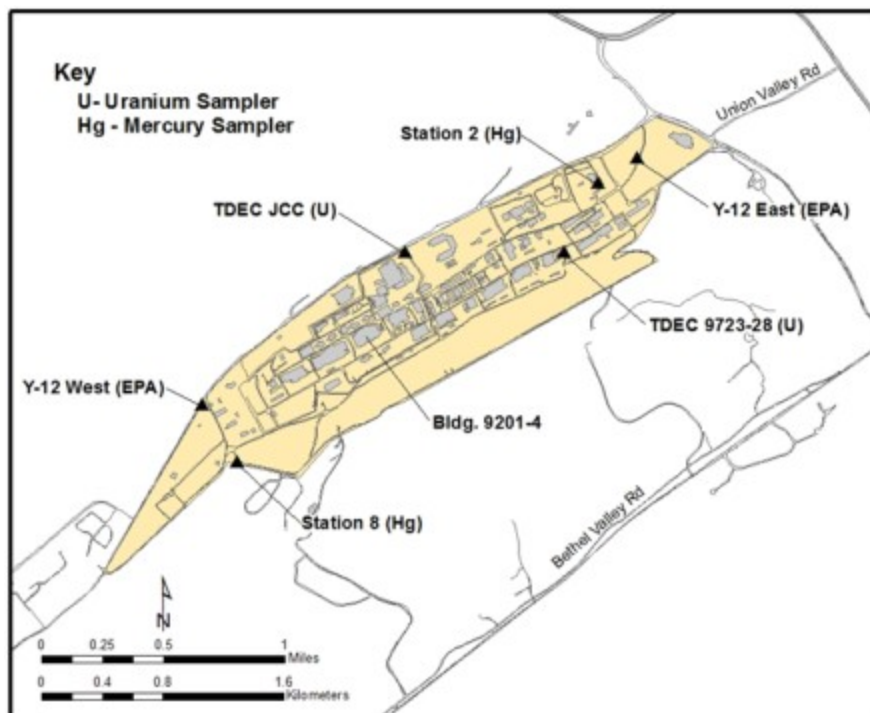 Key
U- Uranium Sampler
Hg - Mercury Sampler
Union Valley Rd
Station 2 (Hg)
TDEC JCC (U)
Y-12 East (EPA)
TDEC 9723-28 (U)
Y-12 West (EPA)
Bldg. 9201-4
Station 8 (Hg)
Bethel Valley Rd
N
0 0.25 0.5 1
Miles
0 0.4 0.8 1.6
Kilometers